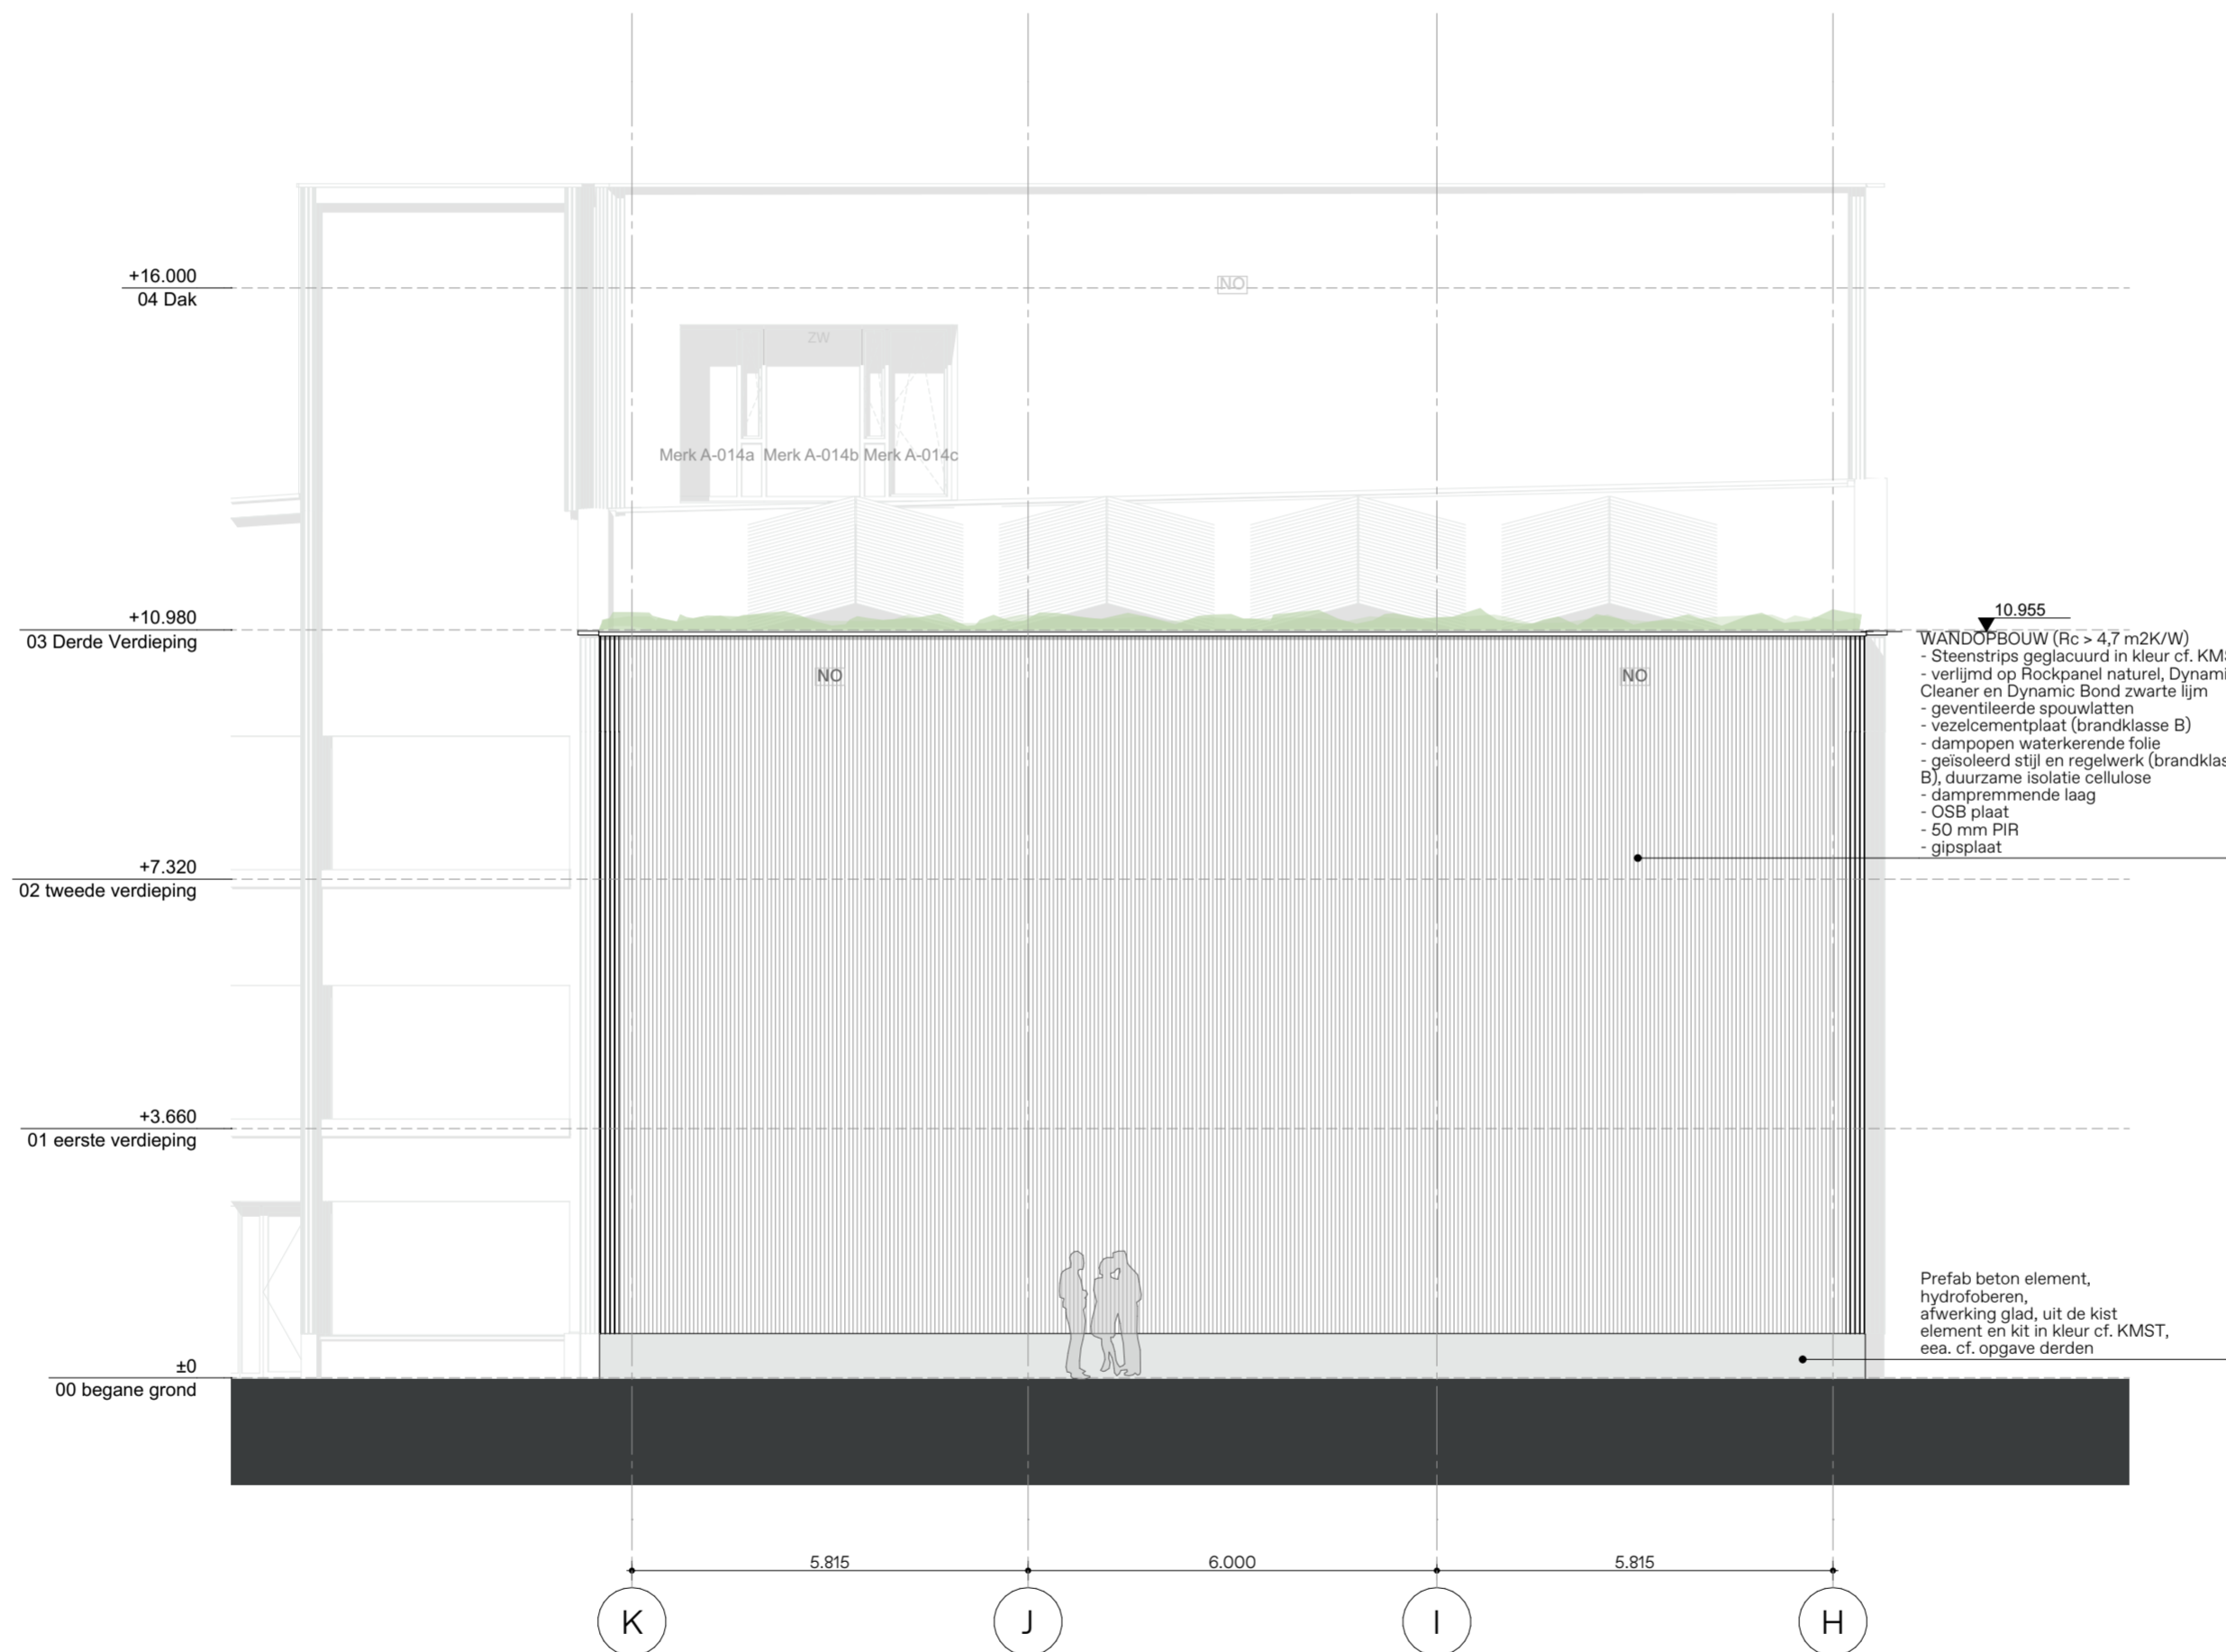 +16.000
04 Dak
NO
ZW
Merk A-014a Merk A-014b Merk A-014c
+10.980
03 Derde Verdieping
10.955
NO
NO
WANDOPBOUW (Rc > 4,7 m2K/W)
- Steenstrips geglacuurd in kleur cf.
- verlijmd op Rockpanel naturel,
Cleaner en Dynamic Bond zwarte lijm
- geventileerde spouwlatten
- vezelcementplaat (brandklasse B)
- dampopen waterkerende folie
- geïsoleerd stijl en regelwerk
B), duurzame isolatie cellulose
- dampremmende laag
- OSB plaat
- 50 mm PIR
- gipsplaat
+7.320
02 tweede verdieping
+3.660
01 eerste verdieping
Prefab beton element,
hydrofoberen,
afwerking glad, uit de kist
element en kit in kleur cf. KMST,
eea. cf. opgave derden
±0
00 begane grond
5.815
6.000
5.815
K
J
I
H